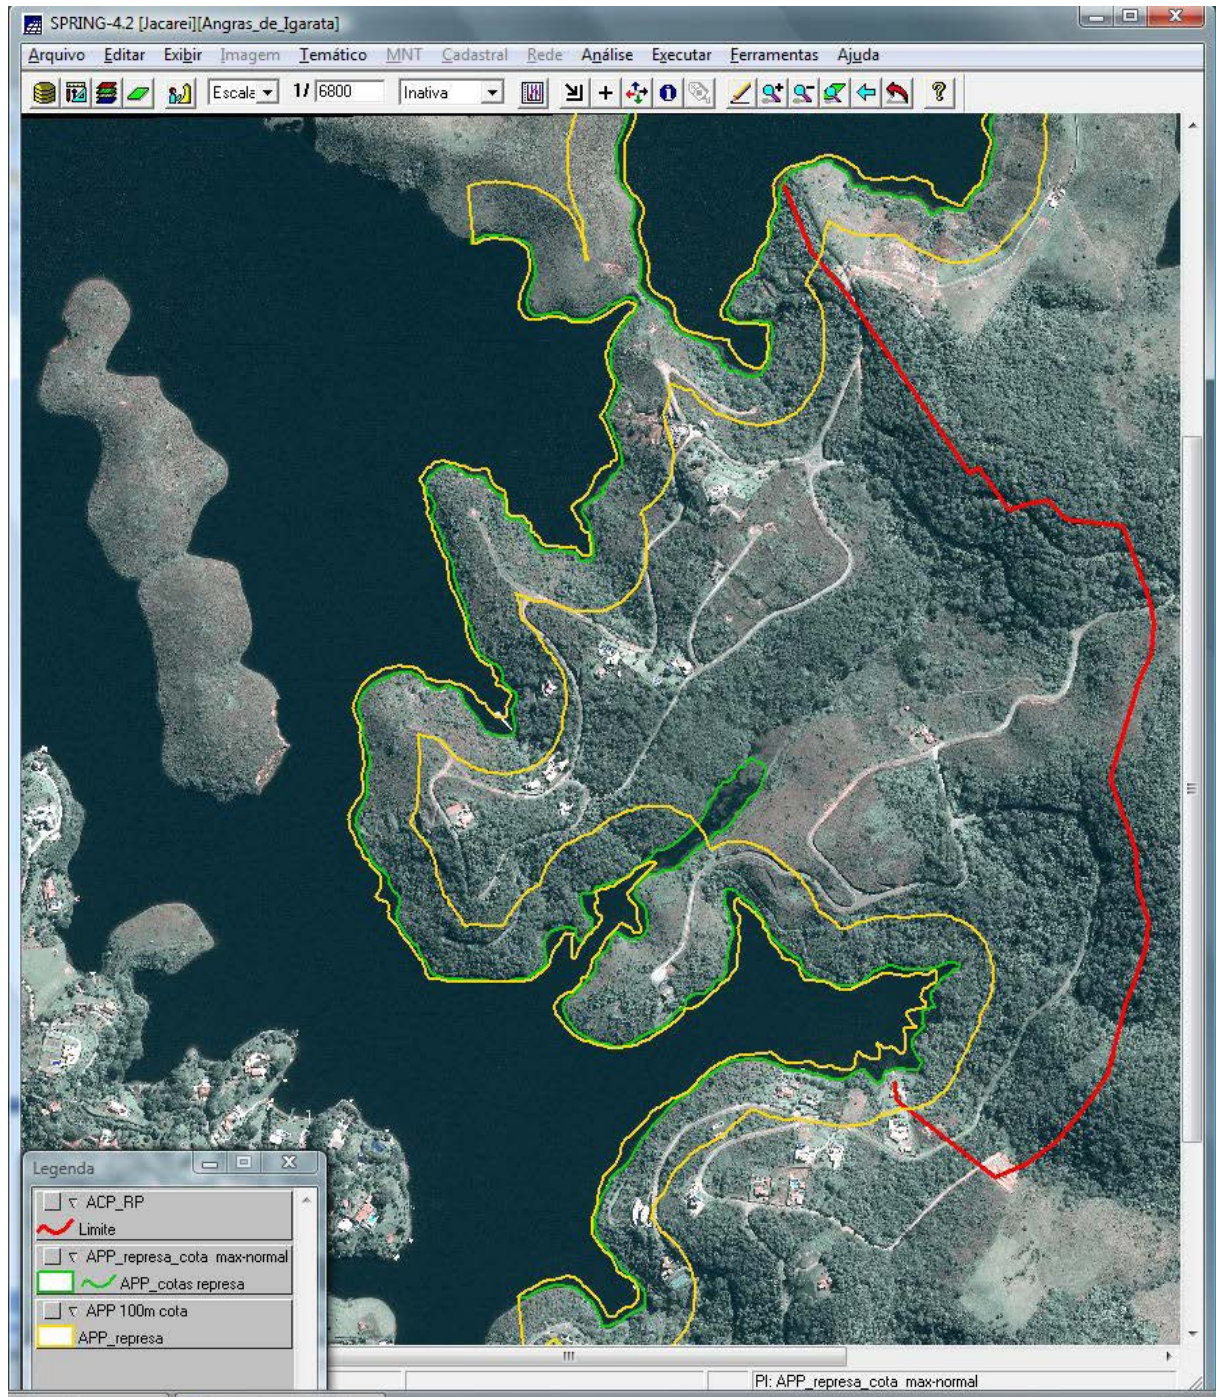 SPRING-4.2 [Jacarei][Angras_de_Igarata]
Arquivo Editar Exibir Imagem Temático MNT Cadastral Rede Análise Executar Ferramentas Ajuda
Escala 1/ 6800 Inativa
Legenda
ACP_RP
Limite
APP_represa_cota max-normal
APP_cotas represa
APP 100m cota
APP_represa
PI: APP_represa_cota max-normal